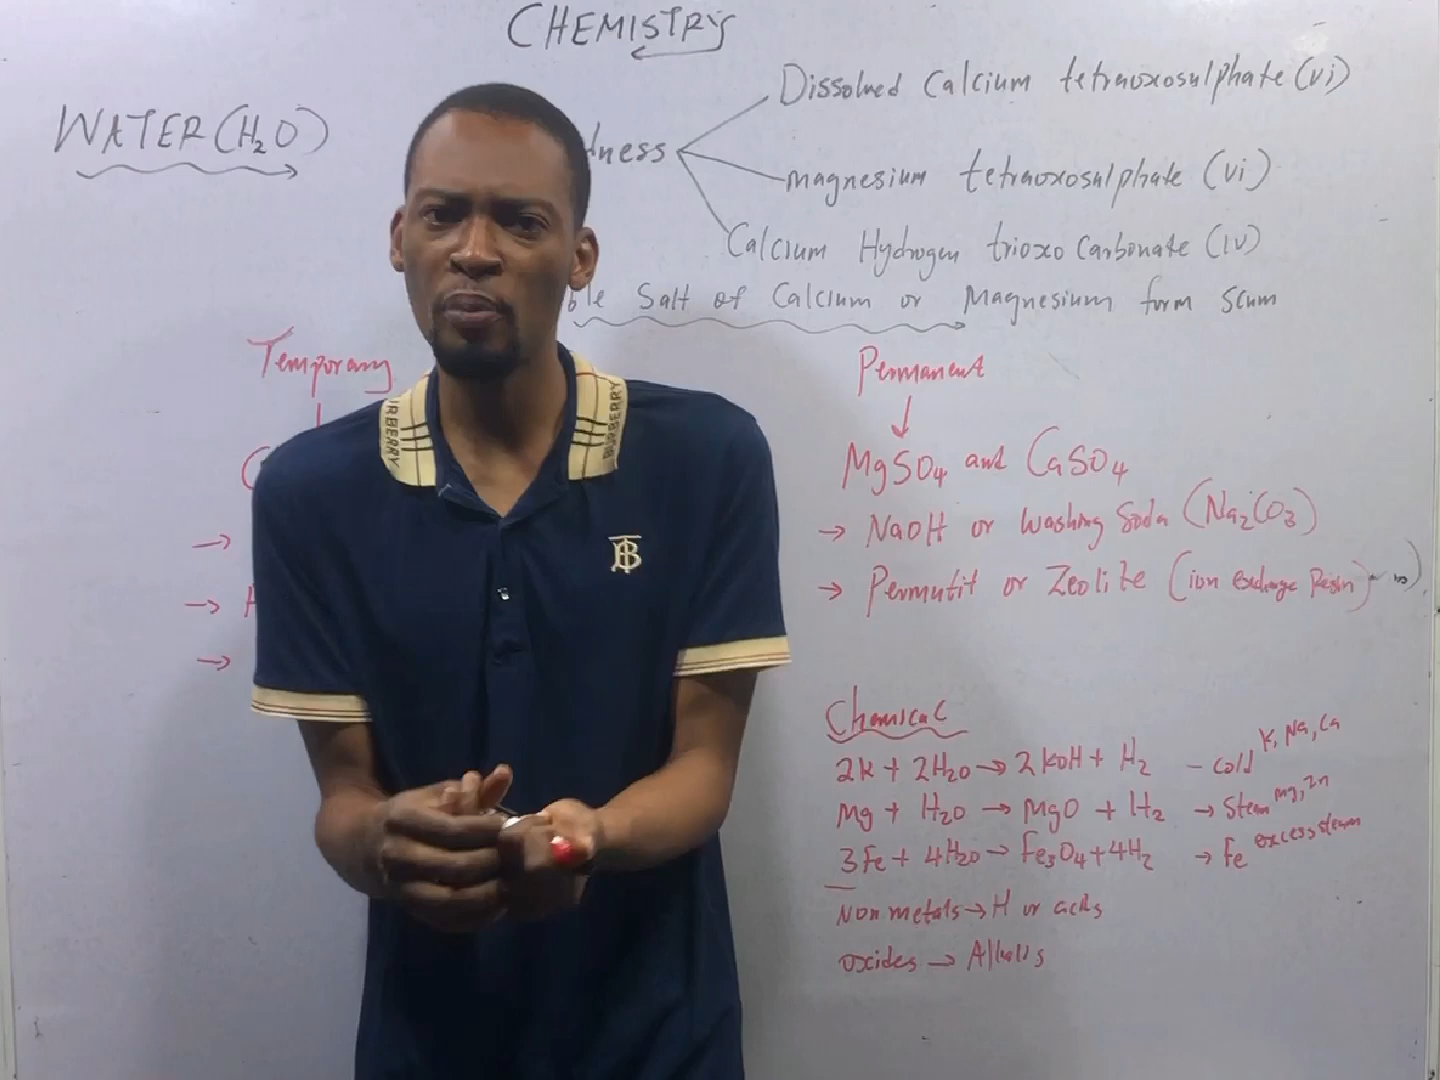 CHEMISTRY
WATER (H2O)
dness
Dissolved Calcium tetraoxosulphate (vi)
magnesium tetraoxosulphate (vi)
Calcium Hydrogen trioxo Carbonate (iv)
ble Salt of Calcium or Magnesium form scum
Temporary
Permanent
MgSO4 and CaSO4
→ NaOH or Washing Soda (Na2CO3)
→ Permutit or Zeolite (ion exchange Resin)
Chemical
2K + 2H2O → 2KOH + H2 - cold K, Na, Ca
Mg + H2O → MgO + H2 → Steam Mg, Zn
3Fe + 4H2O → Fe3O4 + 4H2 → Fe excess steam
Non metals → H or acids
oxides → Alkalis
BURBERRY
TB